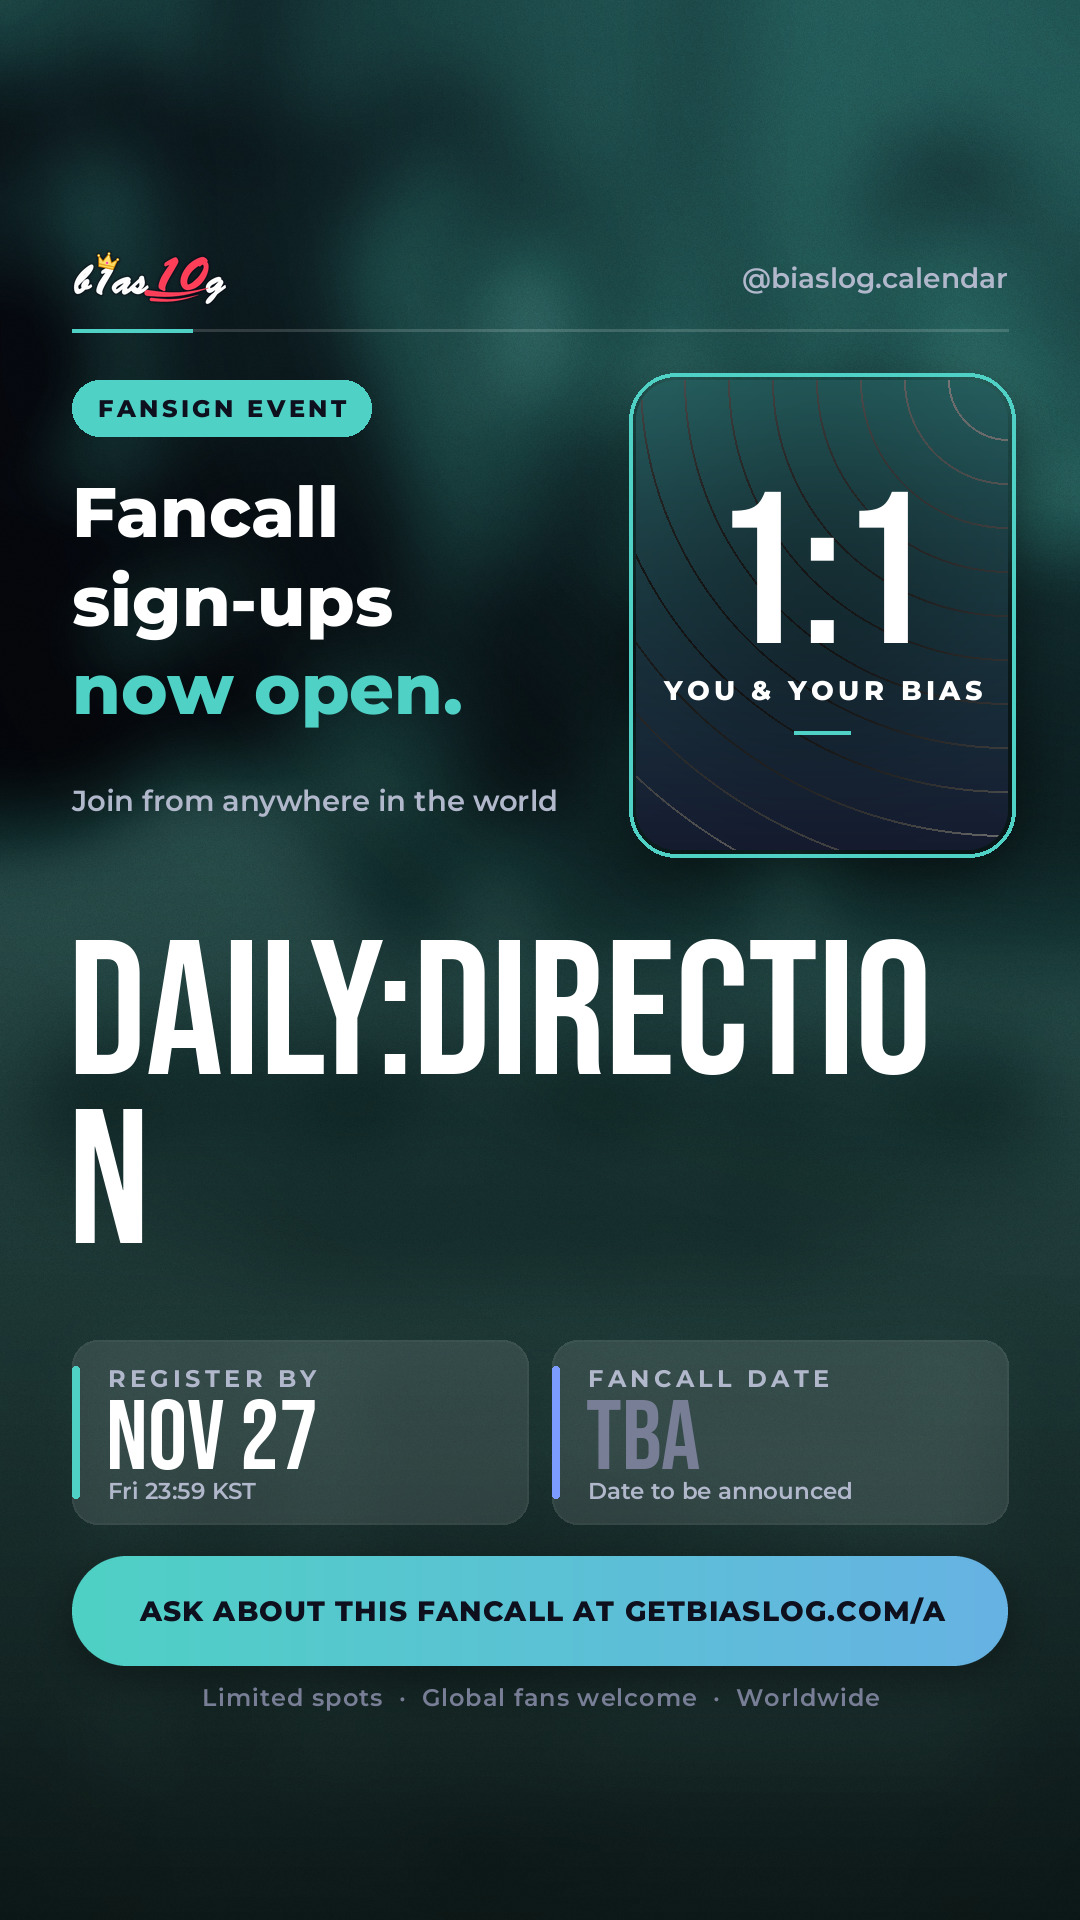 b1as10g
@biaslog.calendar
FANSIGN EVENT
Fancall
sign-ups
now open.
Join from anywhere in the world
1:1
YOU & YOUR BIAS
DAILY:DIRECTIO
N
REGISTER BY
NOV 27
Fri 23:59 KST
FANCALL DATE
TBA
Date to be announced
ASK ABOUT THIS FANCALL AT GETBIASLOG.COM/A
Limited spots · Global fans welcome · Worldwide